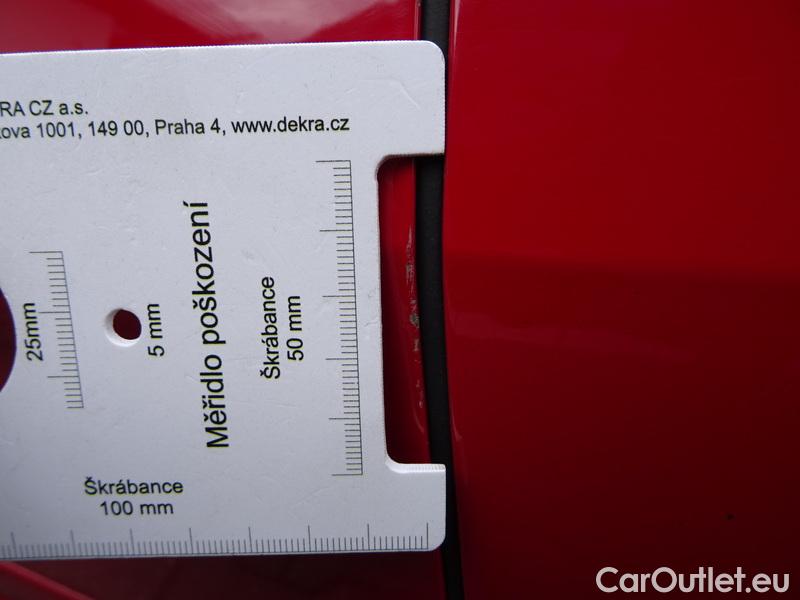 RA CZ a.s.
ova 1001, 149 00, Praha 4, www.dekra.cz
Měřidlo poškození
Škrábance
50 mm
5 mm
25mm
Škrábance
100 mm
CarOutlet.eu